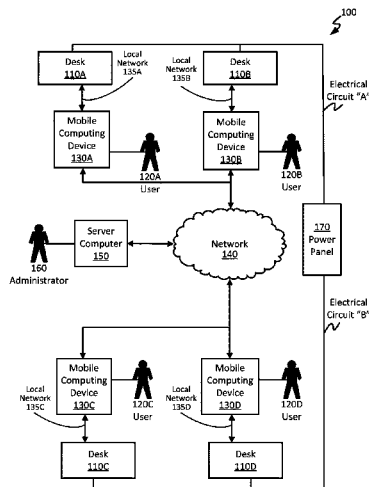 100
Local
Network
135A
Local
Network
135B
Desk
110A
Desk
110B
Electrical
Circuit "A"
Mobile
Computing
Device
130A
120A
User
Mobile
Computing
Device
130B
120B
User
160
Administrator
Server
Computer
150
Network
140
170
Power
Panel
Electrical
Circuit "B"
Mobile
Computing
Device
130C
120C
User
Mobile
Computing
Device
130D
120D
User
Local
Network
135C
Local
Network
135D
Desk
110C
Desk
110D